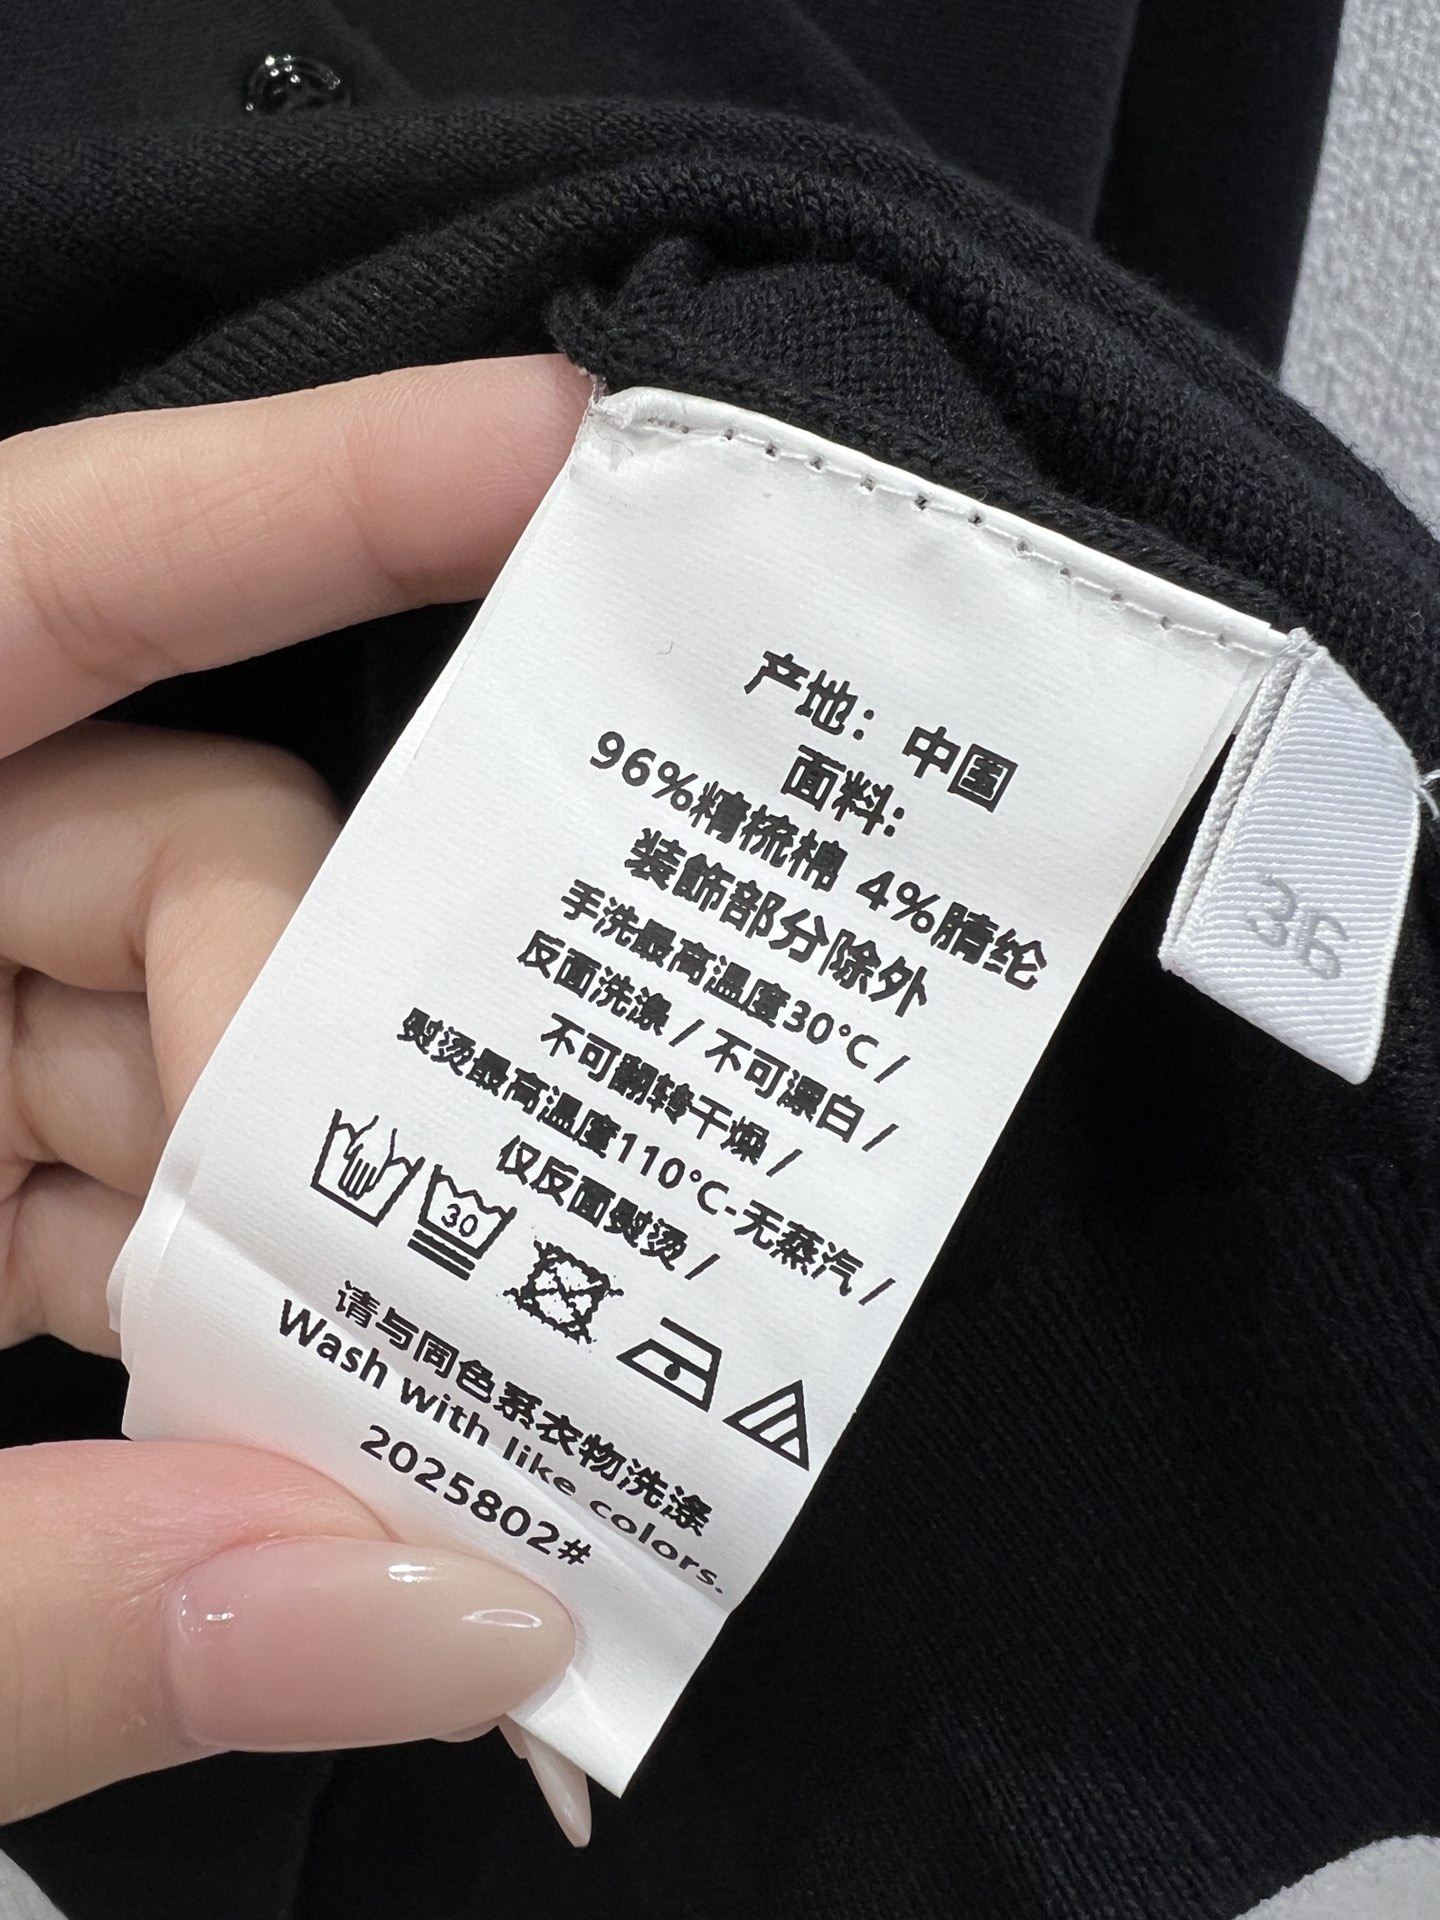 产地：中国
面料：
96%精梳棉 4%腈纶
装飾部分除外
手洗最高温度30°C /
反面洗涤 / 不可漂白 /
不可翻转干燥 /
熨烫最高温度110°C-无蒸汽 /
仅反面熨烫 /
30
请与同色系衣物洗涤
Wash with like colors.
2025802#
36